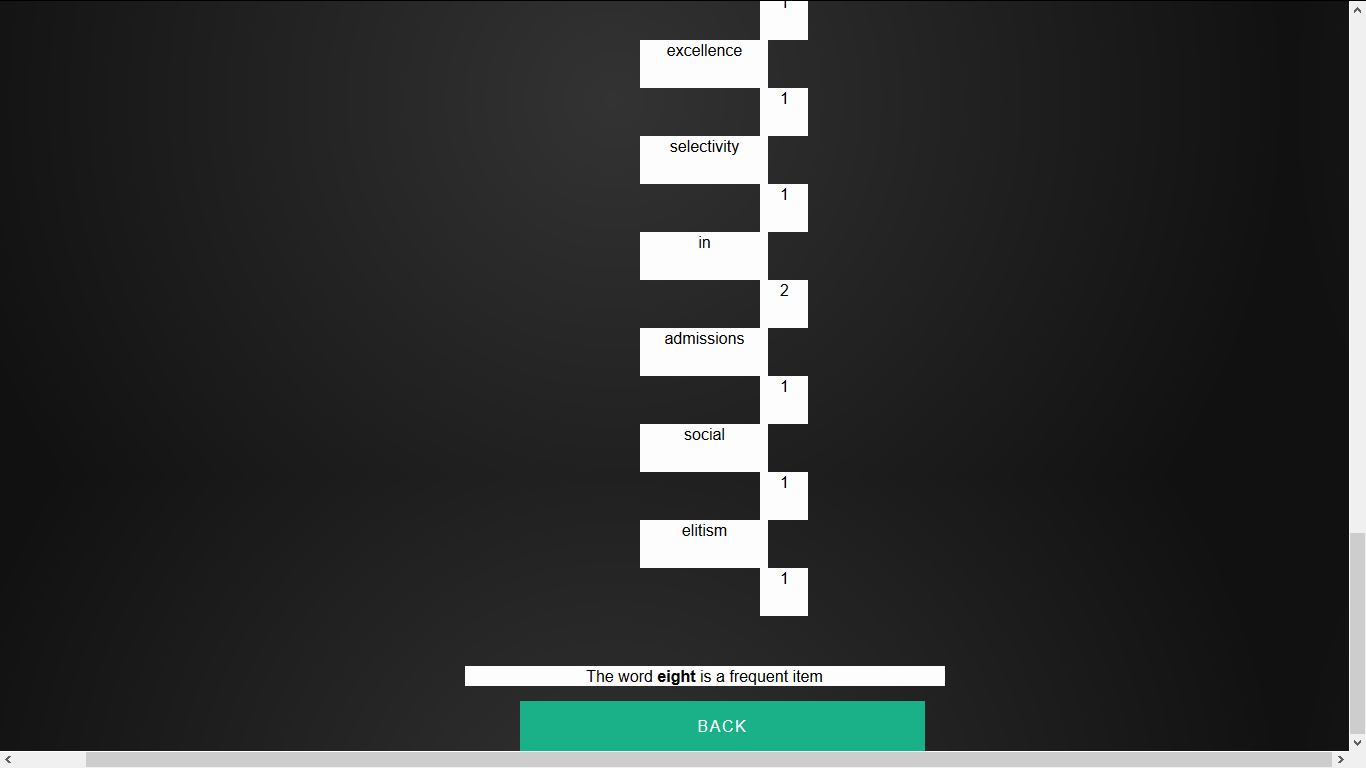 1
excellence
1
selectivity
1
in
2
admissions
1
social
1
elitism
1
The word eight is a frequent item
BACK